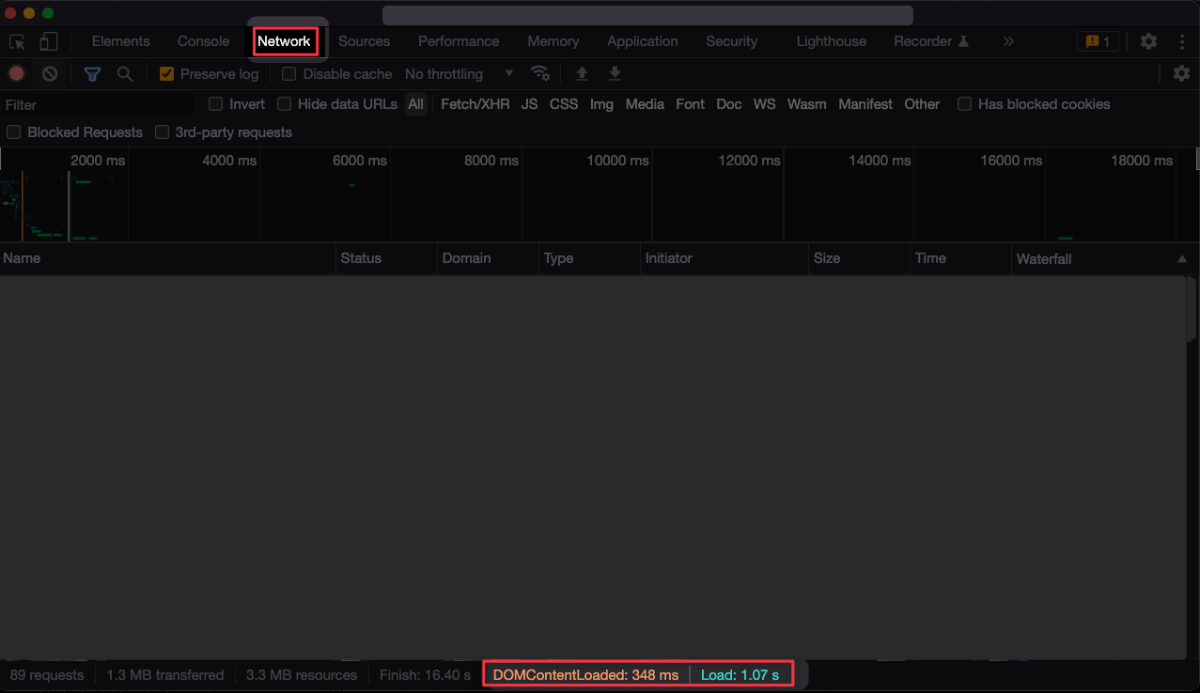 Elements Console Network Sources Performance Memory Application Security Lighthouse Recorder » 1
Preserve log Disable cache No throttling
Filter Invert Hide data URLs All Fetch/XHR JS CSS Img Media Font Doc WS Wasm Manifest Other Has blocked cookies
Blocked Requests 3rd-party requests
2000 ms 4000 ms 6000 ms 8000 ms 10000 ms 12000 ms 14000 ms 16000 ms 18000 ms
Name Status Domain Type Initiator Size Time Waterfall
89 requests 1.3 MB transferred 3.3 MB resources Finish: 16.40 s DOMContentLoaded: 348 ms Load: 1.07 s